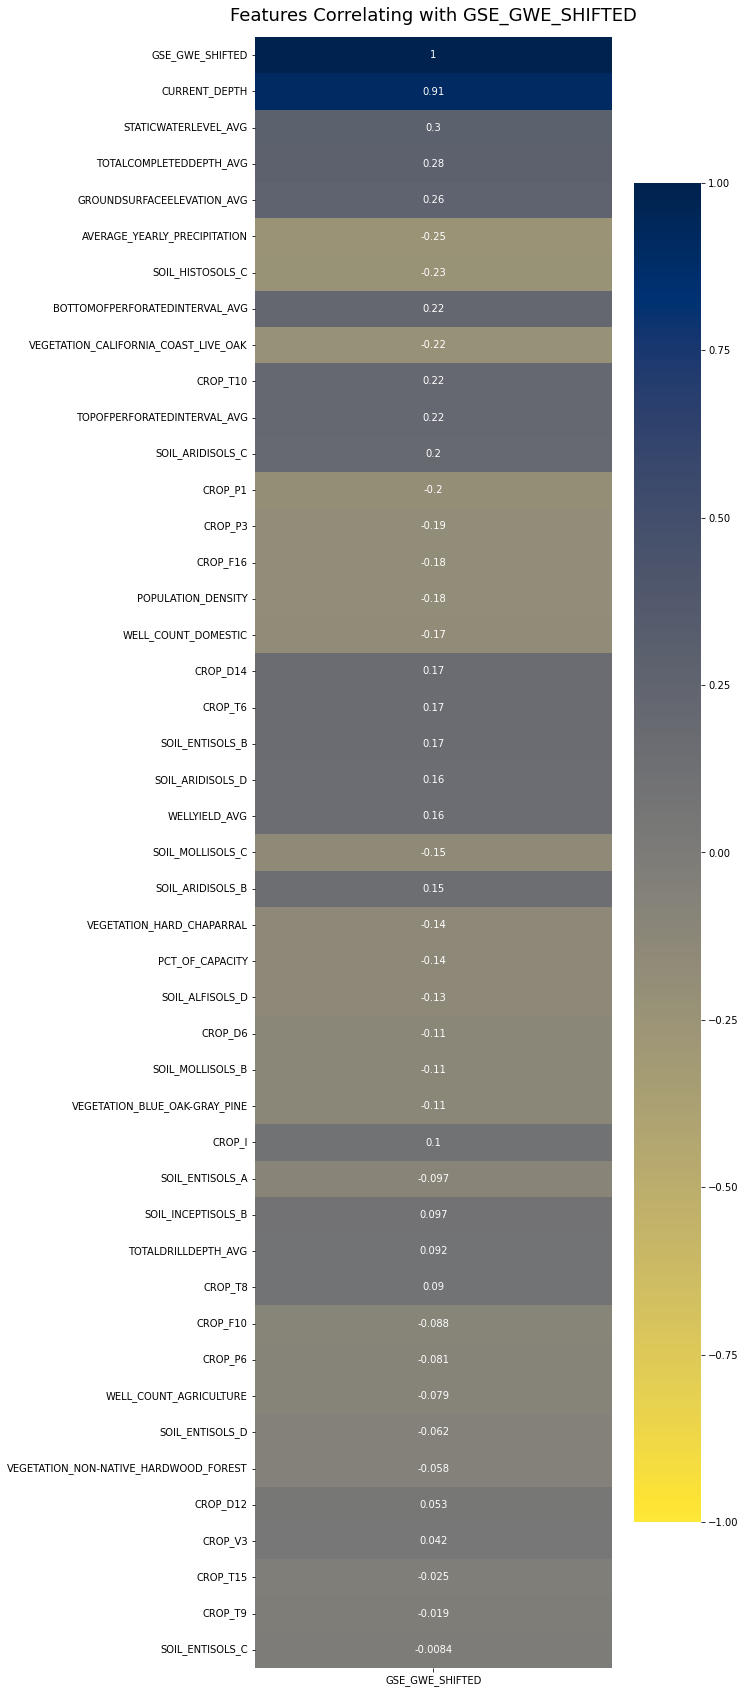 Features Correlating with GSE_GWE_SHIFTED
GSE_GWE_SHIFTED 1
CURRENT_DEPTH 0.91
STATICWATERLEVEL_AVG 0.3
TOTALCOMPLETEDDEPTH_AVG 0.28
GROUNDSURFACEELEVATION_AVG 0.26
AVERAGE_YEARLY_PRECIPITATION -0.25
SOIL_HISTOSOLS_C -0.23
BOTTOMOFPERFORATEDINTERVAL_AVG 0.22
VEGETATION_CALIFORNIA_COAST_LIVE_OAK -0.22
CROP_T10 0.22
TOPOFPERFORATEDINTERVAL_AVG 0.22
SOIL_ARIDISOLS_C 0.2
CROP_P1 -0.2
CROP_P3 -0.19
CROP_F16 -0.18
POPULATION_DENSITY -0.18
WELL_COUNT_DOMESTIC -0.17
CROP_D14 0.17
CROP_T6 0.17
SOIL_ENTISOLS_B 0.17
SOIL_ARIDISOLS_D 0.16
WELLYIELD_AVG 0.16
SOIL_MOLLISOLS_C -0.15
SOIL_ARIDISOLS_B 0.15
VEGETATION_HARD_CHAPARRAL -0.14
PCT_OF_CAPACITY -0.14
SOIL_ALFISOLS_D -0.13
CROP_D6 -0.11
SOIL_MOLLISOLS_B -0.11
VEGETATION_BLUE_OAK-GRAY_PINE -0.11
CROP_I 0.1
SOIL_ENTISOLS_A -0.097
SOIL_INCEPTISOLS_B 0.097
TOTALDRILLDEPTH_AVG 0.092
CROP_T8 0.09
CROP_F10 -0.088
CROP_P6 -0.081
WELL_COUNT_AGRICULTURE -0.079
SOIL_ENTISOLS_D -0.062
VEGETATION_NON-NATIVE_HARDWOOD_FOREST -0.058
CROP_D12 0.053
CROP_V3 0.042
CROP_T15 -0.025
CROP_T9 -0.019
SOIL_ENTISOLS_C -0.0084
GSE_GWE_SHIFTED
1.00
0.75
0.50
0.25
0.00
−0.25
−0.50
−0.75
−1.00